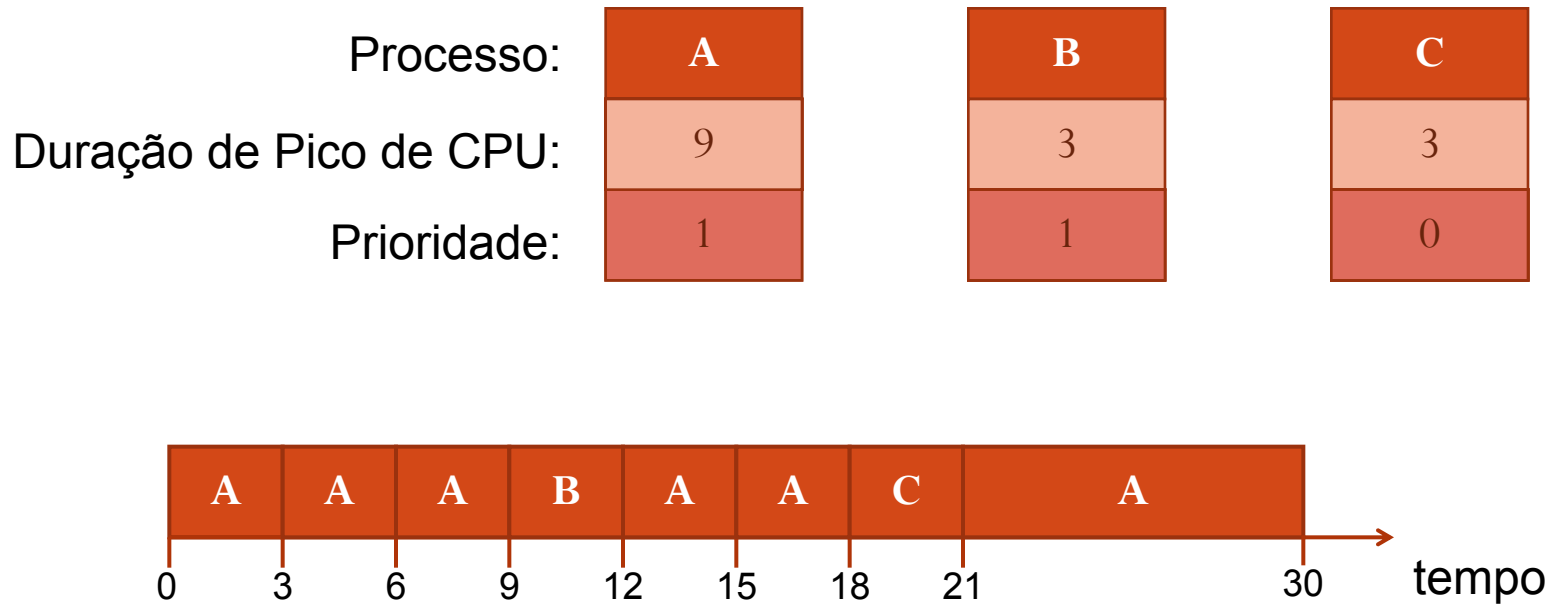 Processo: A B C
Duração de Pico de CPU: 9 3 3
Prioridade: 1 1 0
A A A B A A C A
0 3 6 9 12 15 18 21 30 tempo